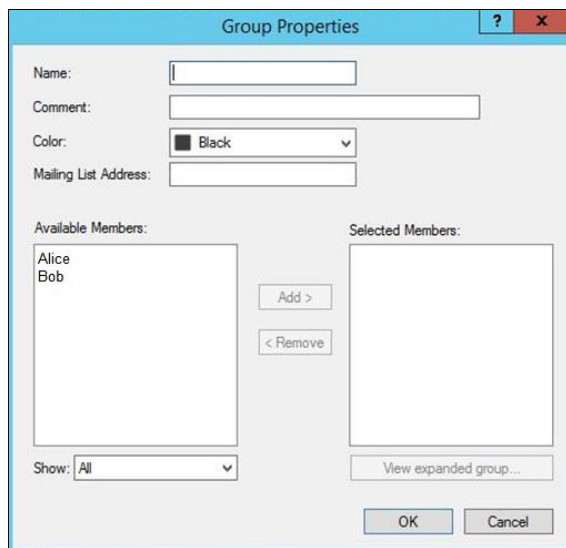 Group Properties
? x
Name:
Comment:
Color: Black
Mailing List Address:
Available Members: Selected Members:
Alice
Bob
Add >
< Remove
Show: All
View expanded group...
OK Cancel